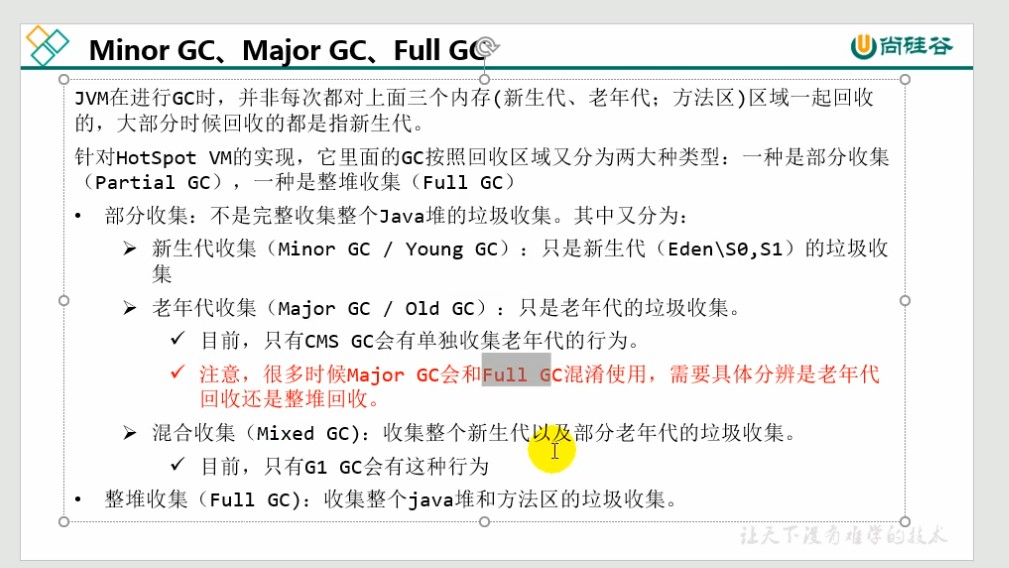 Minor GC、Major GC、Full GC
尚硅谷
JVM在进行GC时，并非每次都对上面三个内存(新生代、老年代；方法区)区域一起回收
的，大部分时候回收的都是指新生代。
针对HotSpot VM的实现，它里面的GC按照回收区域又分为两大种类型：一种是部分收集
（Partial GC），一种是整堆收集（Full GC）
• 部分收集：不是完整收集整个Java堆的垃圾收集。其中又分为：
➢ 新生代收集（Minor GC / Young GC）：只是新生代（Eden\S0,S1）的垃圾收
集
➢ 老年代收集（Major GC / Old GC）：只是老年代的垃圾收集。
✓ 目前，只有CMS GC会有单独收集老年代的行为。
✓ 注意，很多时候Major GC会和Full GC混淆使用，需要具体分辨是老年代
回收还是整堆回收。
➢ 混合收集（Mixed GC)：收集整个新生代以及部分老年代的垃圾收集。
✓ 目前，只有G1 GC会有这种行为
• 整堆收集（Full GC)：收集整个java堆和方法区的垃圾收集。
让天下没有难学的技术